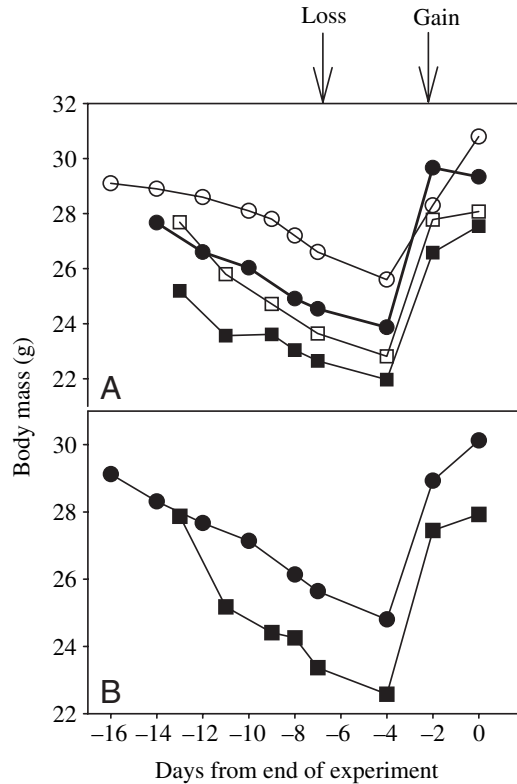 Loss Gain
32
30
28
26
24
22
A
Body mass (g)
30
28
26
24
22
B
–16 –14 –12 –10 –8 –6 –4 –2 0
Days from end of experiment